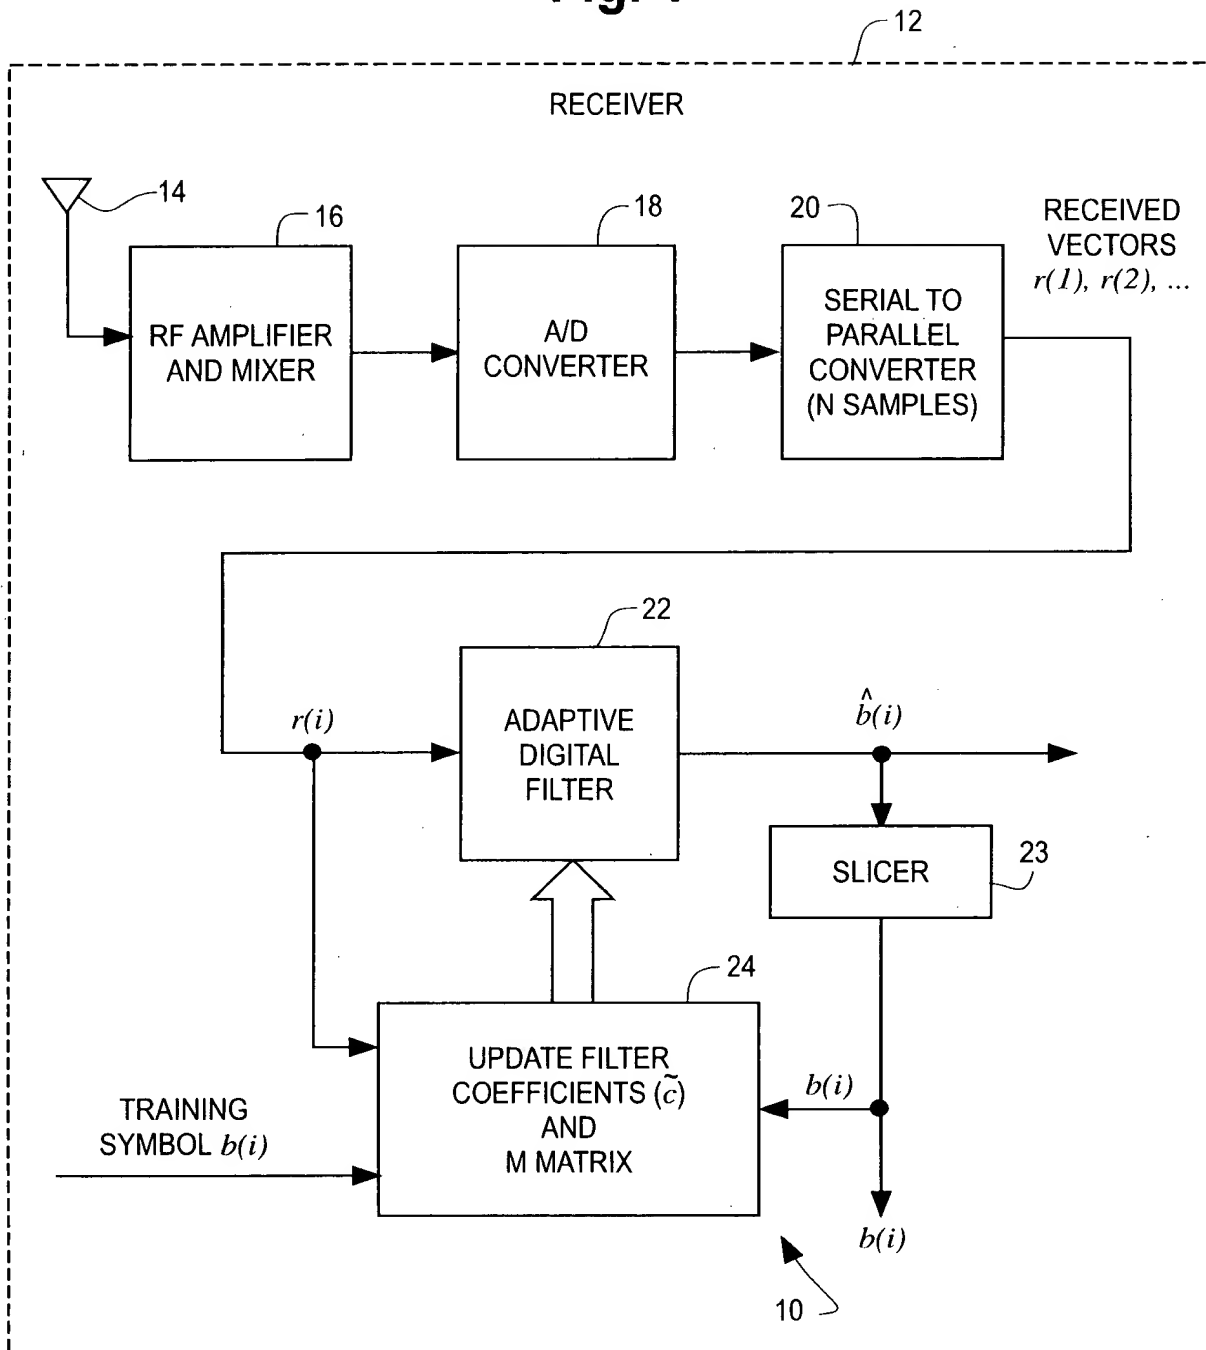 12
RECEIVER
14
16
18
20
RECEIVED
VECTORS
r(1), r(2), ...
RF AMPLIFIER
AND MIXER
A/D
CONVERTER
SERIAL TO
PARALLEL
CONVERTER
(N SAMPLES)
22
r(i)
ADAPTIVE
DIGITAL
FILTER
b̂(i)
SLICER
23
24
UPDATE FILTER
COEFFICIENTS (c̃)
AND
M MATRIX
b(i)
TRAINING
SYMBOL b(i)
b(i)
10